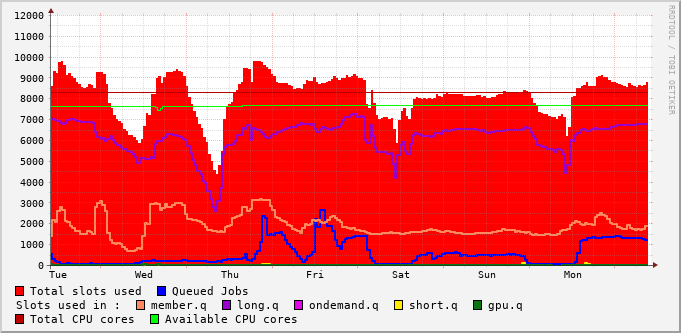 12000
11000
10000
9000
8000
7000
6000
5000
4000
3000
2000
1000
0
Tue Wed Thu Fri Sat Sun Mon
RRDTOOL / TOBI OETIKER
Total slots used Queued Jobs
Slots used in : member.q long.q ondemand.q short.q gpu.q
Total CPU cores Available CPU cores